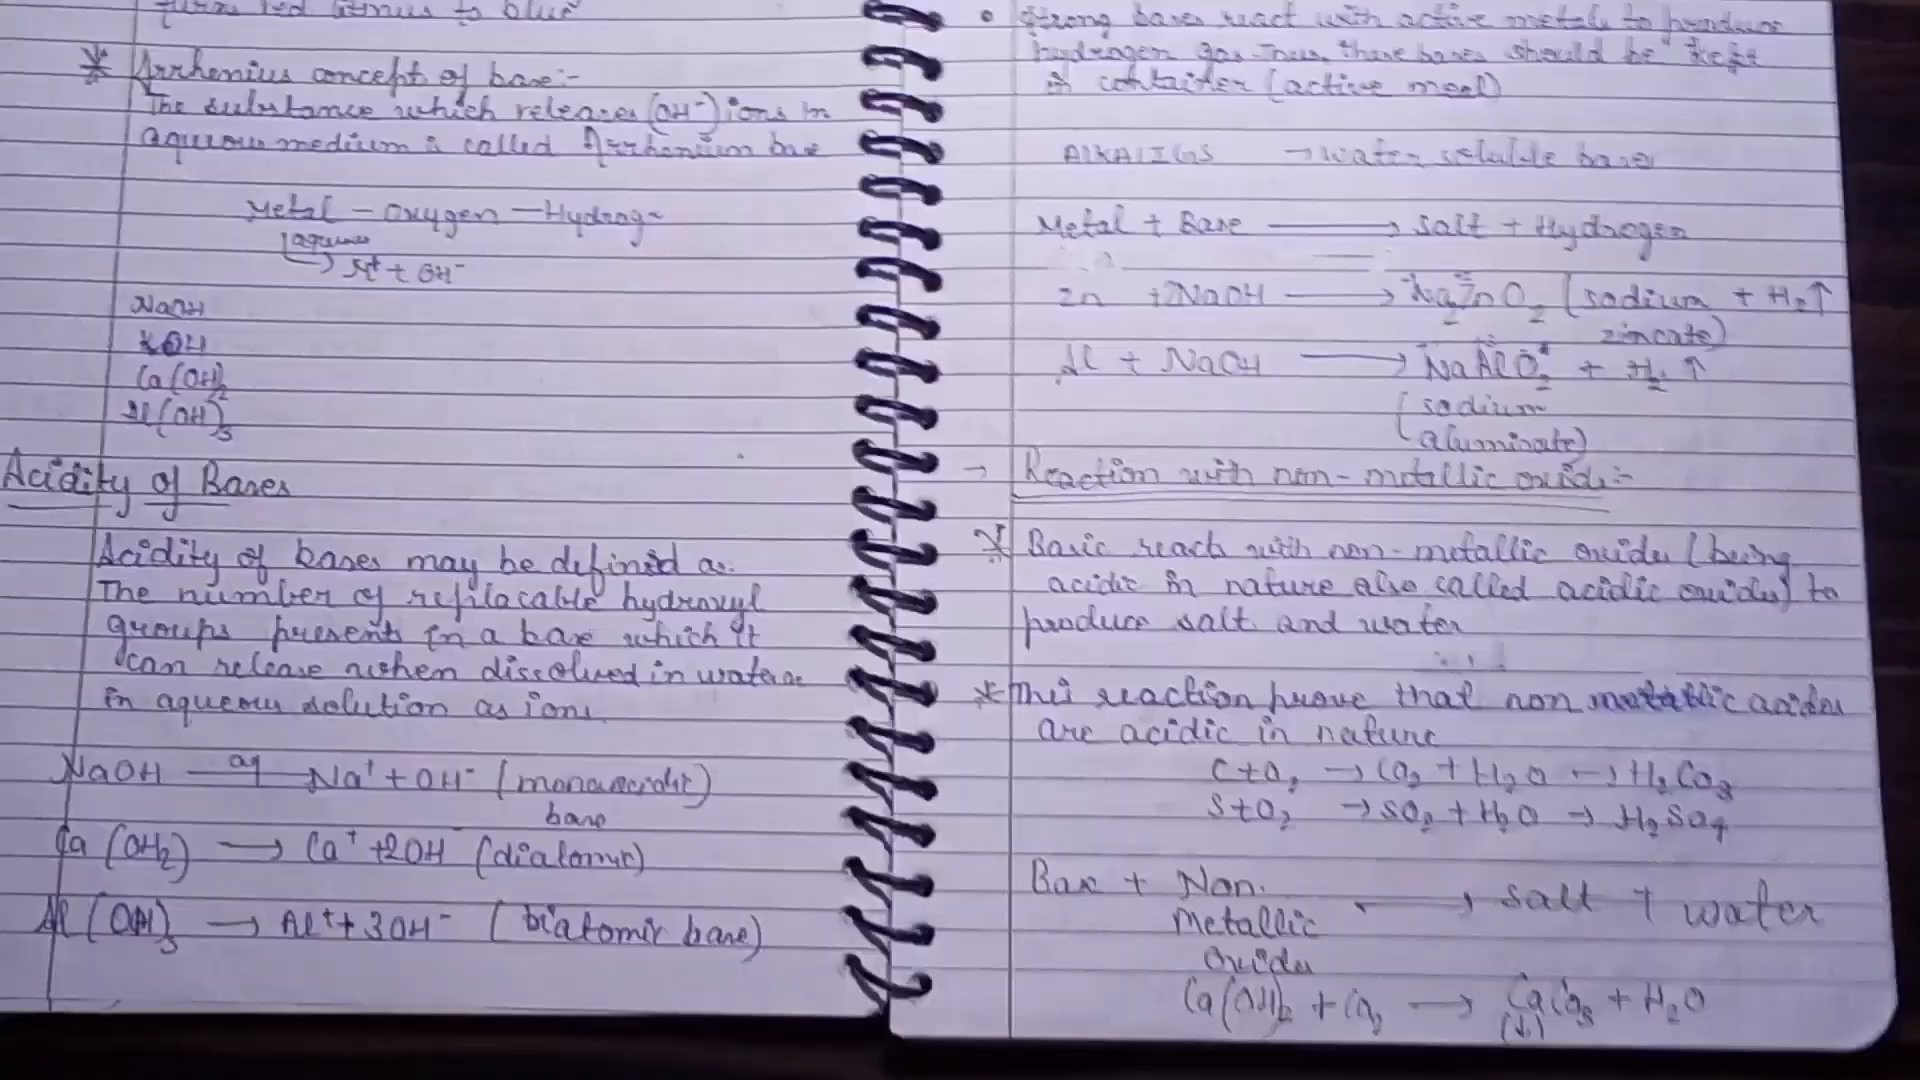 turns red litmus to blue
* Arrhenius concept of base:-
The substance which releases (OH⁻) ions in
aqueous medium is called Arrhenium base
Metal - Oxygen - Hydroge
aqueous
→ M⁺ + OH⁻
NaOH
KOH
Ca(OH)₂
Al(OH)₃
Acidity of Bases
Acidity of bases may be defined as.
The number of replacable hydroxyl
groups presents in a base which it
can release when dissolved in water or
in aqueous solution as ions.
NaOH —aq— Na⁺ + OH⁻ (monoacidic)
base
Ca(OH₂) → Ca⁺ + 2OH⁻ (diatomic)
Al(OH)₃ → Al⁺ + 3OH⁻ (triatomic base)
• Strong bases react with active metals to produce
hydrogen gas. Thus, these bases should be kept
in container (active meal)
ALKALIES → water soluble bases
Metal + Base → Salt + Hydrogen
Zn + 2NaOH → Na₂ZnO₂ (sodium + H₂↑
zincate)
Al + NaOH → NaAlO₂ + H₂ ↑
(sodium
aluminate)
→ Reaction with non-metallic oxide:-
* Basic reacts with non-metallic oxides (being
acidic in nature also called acidic oxides) to
produce salt and water
* This reaction prove that non metallic oxides
are acidic in nature
C + O₂ → CO₂ + H₂O → H₂CO₃
S + O₂ → SO₂ + H₂O → H₂SO₄
Base + Non. → Salt + water
Metallic
Oxides
Ca(OH)₂ + CO₂ → CaCO₃ + H₂O
(↓)